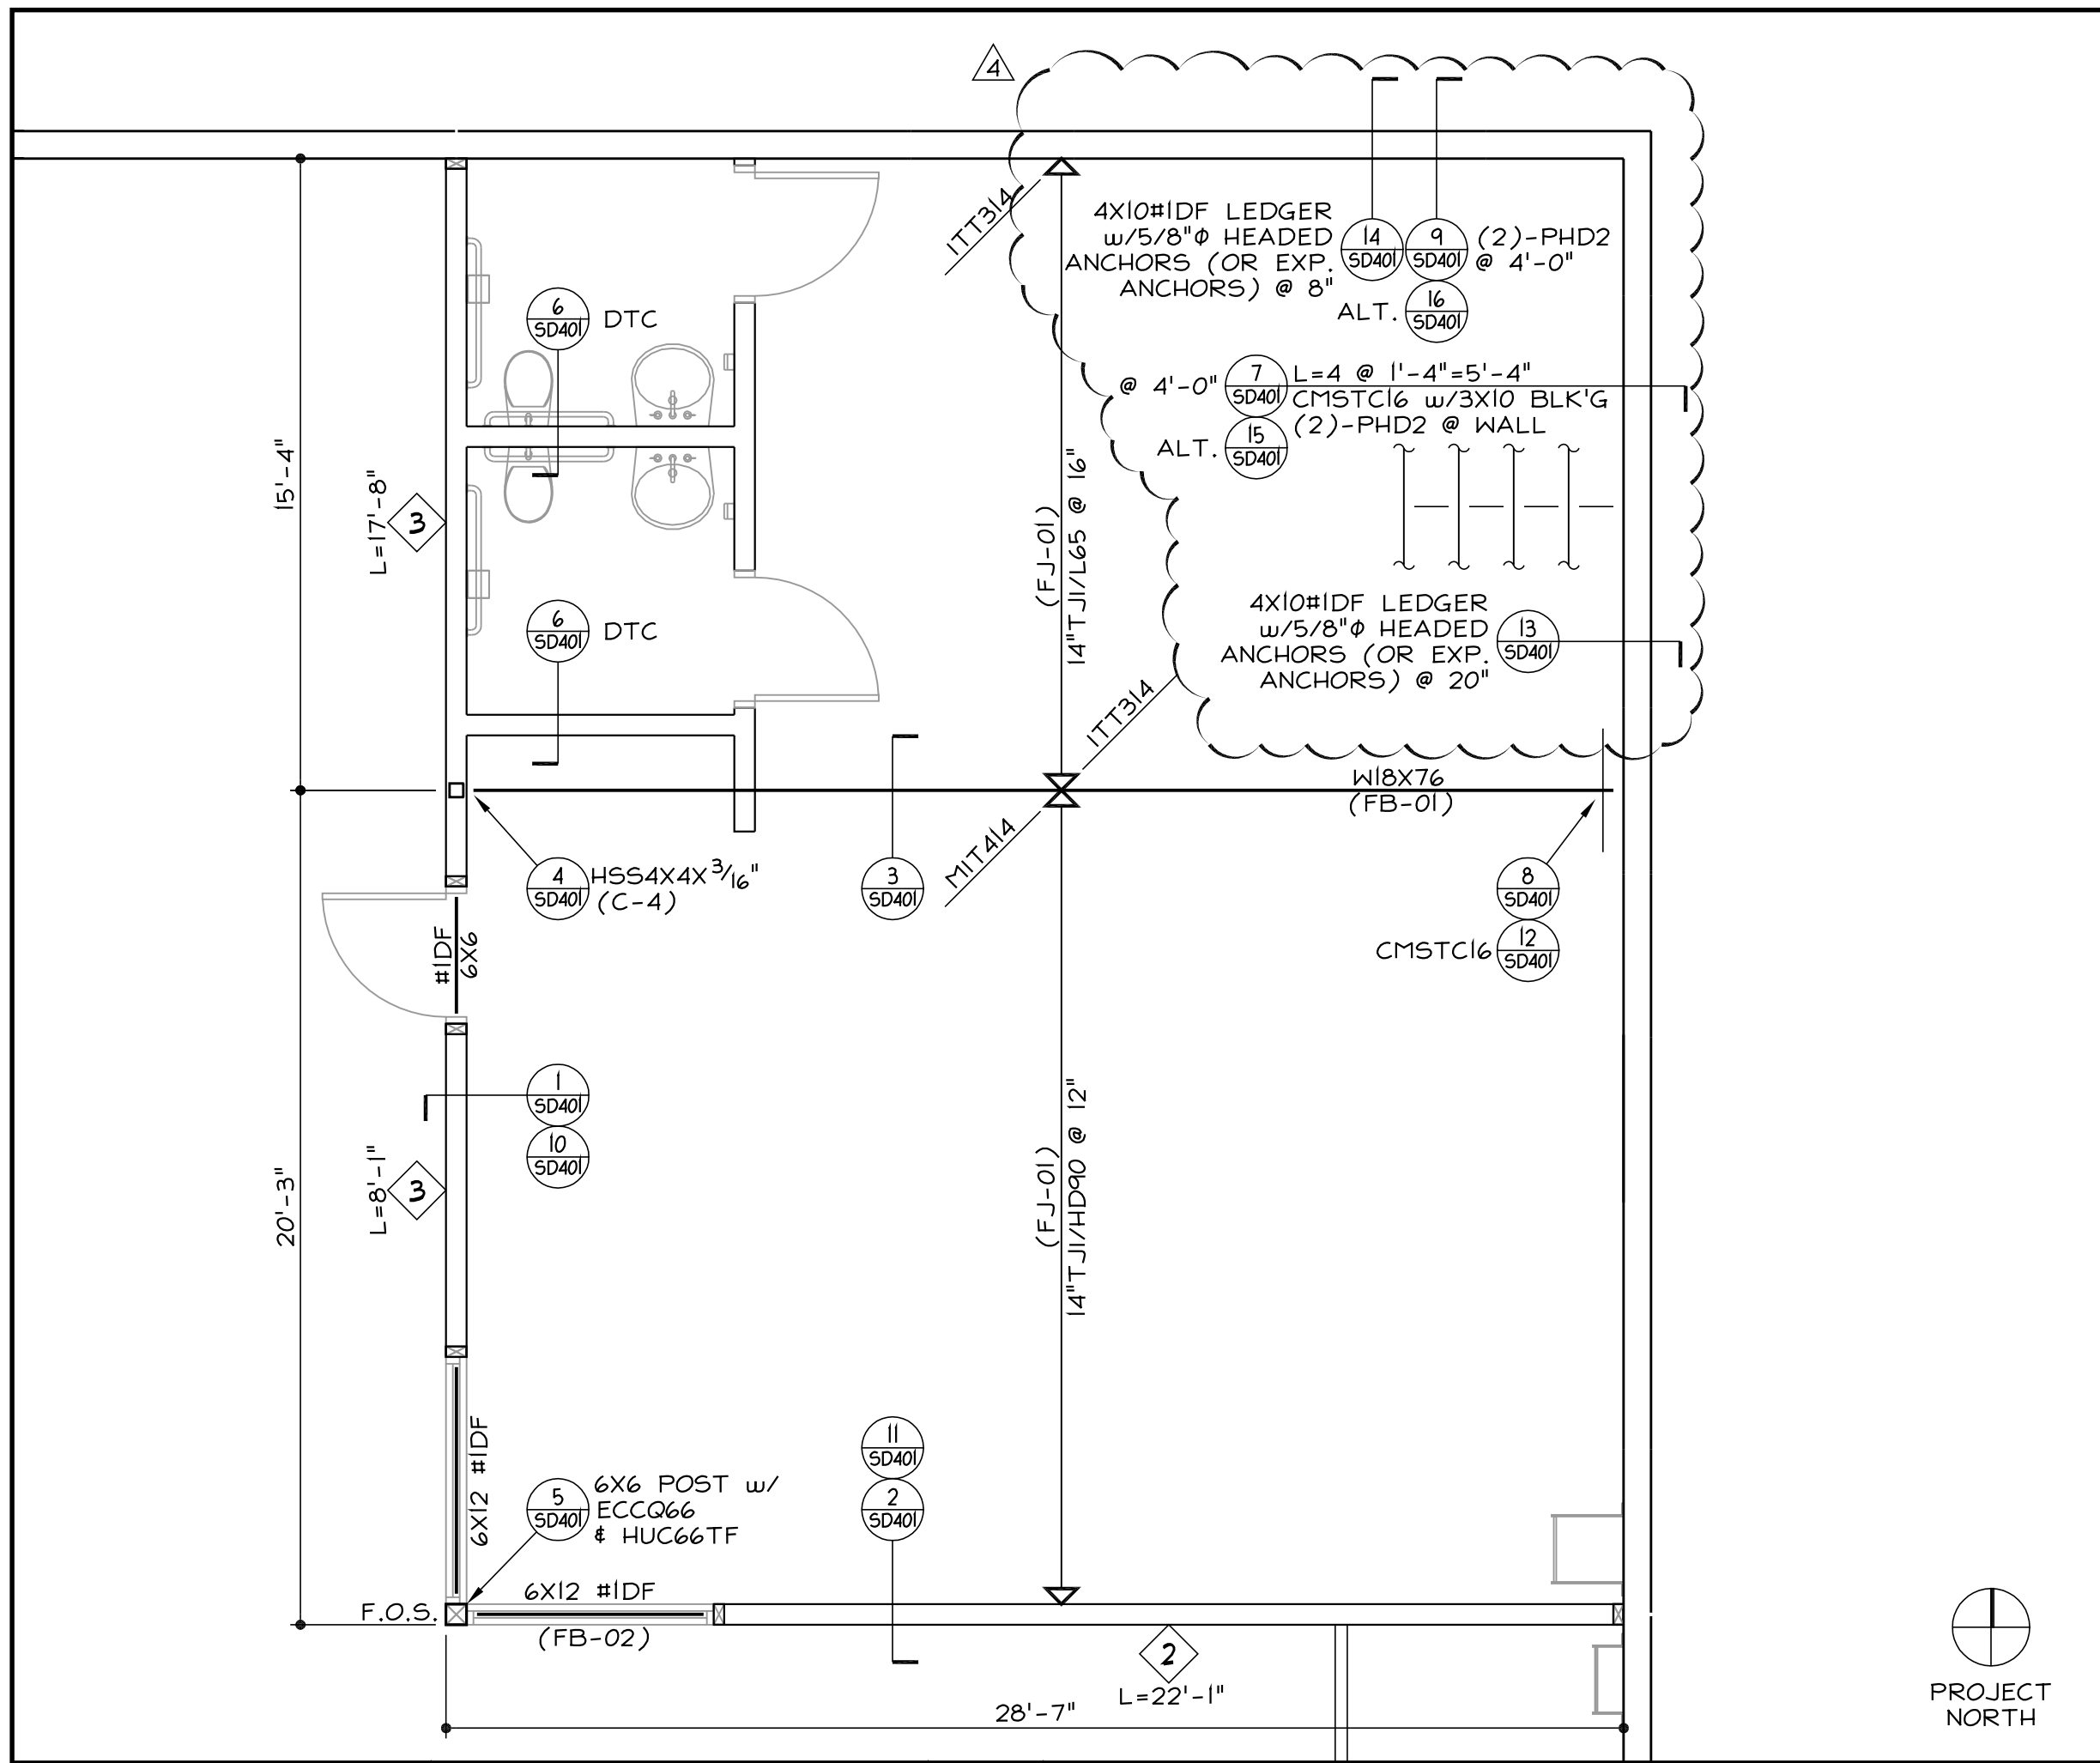 4
ITT314
4X10#1DF LEDGER
w/5/8"Φ HEADED
ANCHORS (OR EXP.
ANCHORS) @ 8"
14
SD401
9
SD401
(2)-PHD2
@ 4'-0"
ALT.
16
SD401
6
SD401
DTC
@ 4'-0"
7
SD401
L=4 @ 1'-4"=5'-4"
CMSTC16 w/3X10 BLK'G
(2)-PHD2 @ WALL
ALT.
15
SD401
15'-4"
L=17'-8"
3
(FJ-01)
14"TJI/L65 @ 16"
4X10#1DF LEDGER
w/5/8"Φ HEADED
ANCHORS (OR EXP.
ANCHORS) @ 20"
13
SD401
6
SD401
DTC
ITT314
W18X76
(FB-01)
MIT414
4
SD401
HSS4X4X3/16"
(C-4)
3
SD401
8
SD401
CMSTC16
12
SD401
#1DF
6X6
1
SD401
10
SD401
20'-3"
L=8'-1"
3
(FJ-01)
14"TJI/HD90 @ 12"
6X12 #1DF
11
SD401
2
SD401
5
SD401
6X6 POST w/
ECCQ66
& HUC66TF
6X12 #1DF
F.O.S.
(FB-02)
2
L=22'-1"
28'-7"
PROJECT
NORTH